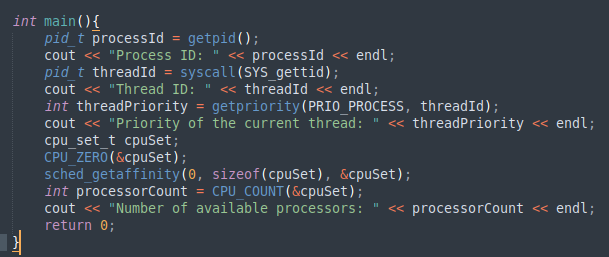 int main(){
    pid_t processId = getpid();
    cout << "Process ID:  " << processId << endl;
    pid_t threadId = syscall(SYS_gettid);
    cout << "Thread ID: " << threadId << endl;
    int threadPriority = getpriority(PRIO_PROCESS, threadId);
    cout << "Priority of the current thread: " << threadPriority << endl;
    cpu_set_t cpuSet;
    CPU_ZERO(&cpuSet);
    sched_getaffinity(0, sizeof(cpuSet), &cpuSet);
    int processorCount = CPU_COUNT(&cpuSet);
    cout << "Number of available processors: " << processorCount << endl;
    return 0;
}